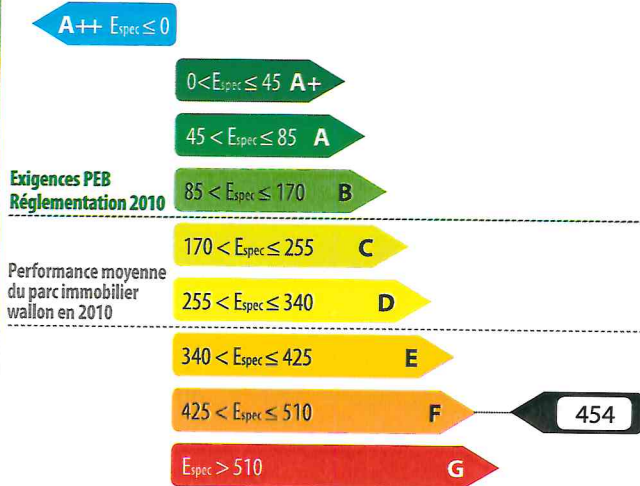 A++ Espec ≤ 0
0 < Espec ≤ 45 A+
45 < Espec ≤ 85 A
Exigences PEB
Réglementation 2010
85 < Espec ≤ 170 B
170 < Espec ≤ 255 C
Performance moyenne
du parc immobilier
wallon en 2010
255 < Espec ≤ 340 D
340 < Espec ≤ 425 E
425 < Espec ≤ 510 F
454
Espec > 510 G